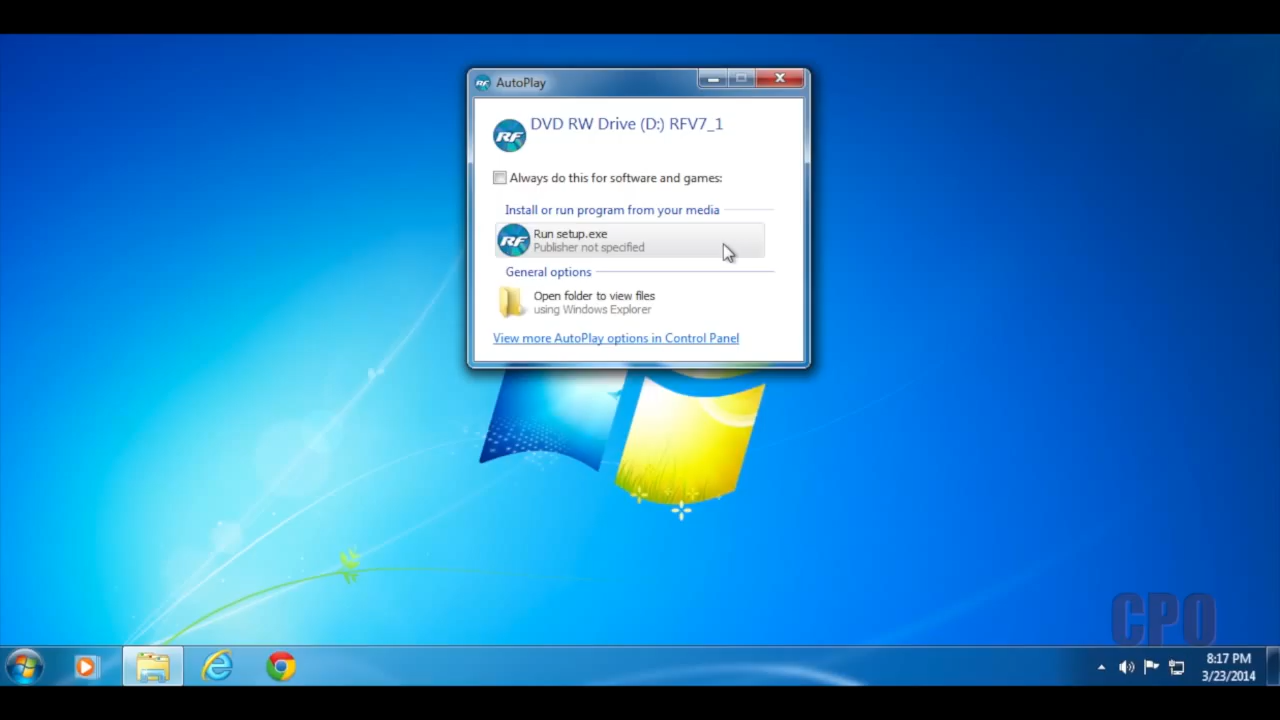 AutoPlay
DVD RW Drive (D:) RFV7_1
RF
Always do this for software and games:
Install or run program from your media
RF
Run setup.exe
Publisher not specified
General options
Open folder to view files
using Windows Explorer
View more AutoPlay options in Control Panel
CPO
8:17 PM
3/23/2014